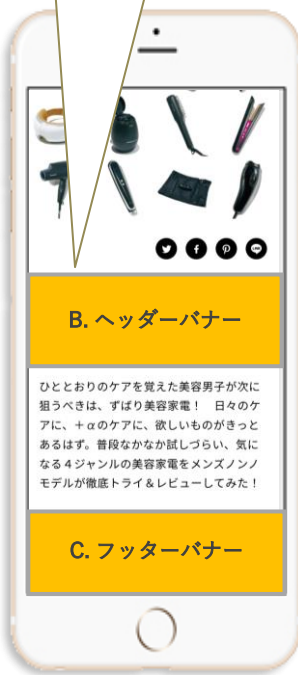 LINE
B. ヘッダーバナー
ひととおりのケアを覚えた美容男子が次に
狙うべきは、ずばり美容家電！　日々のケ
アに、＋αのケアに、欲しいものがきっと
あるはず。普段なかなか試しづらい、気に
なる４ジャンルの美容家電をメンズノンノ
モデルが徹底トライ＆レビューしてみた！
C. フッターバナー